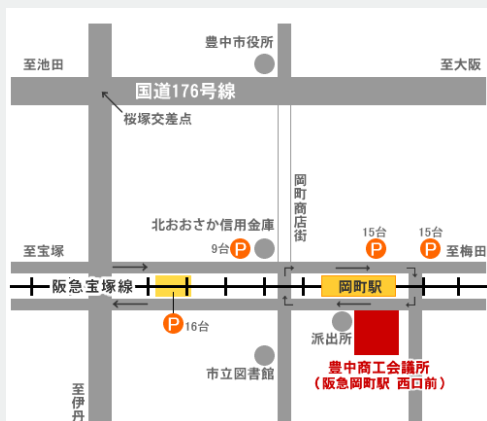 豊中市役所
至池田
至大阪
国道176号線
桜塚交差点
岡町商店街
北おおさか信用金庫
9台 P
15台
P
15台
P
至宝塚
至梅田
阪急宝塚線
岡町駅
P 16台
派出所
市立図書館
豊中商工会議所
(阪急岡町駅 西口前)
至伊丹